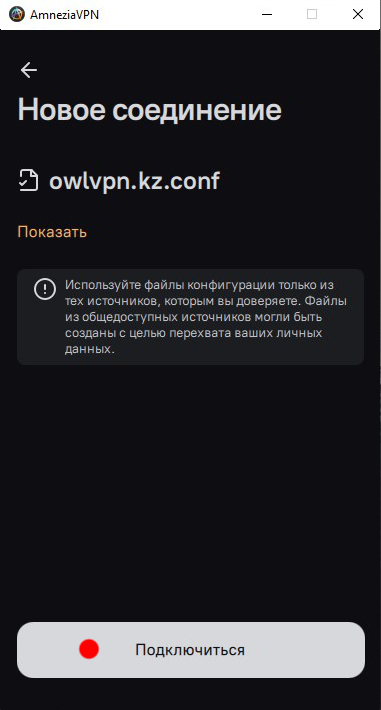 AmneziaVPN
Новое соединение
owlvpn.kz.conf
Показать
Используйте файлы конфигурации только из
тех источников, которым вы доверяете. Файлы
из общедоступных источников могли быть
созданы с целью перехвата ваших личных
данных.
Подключиться